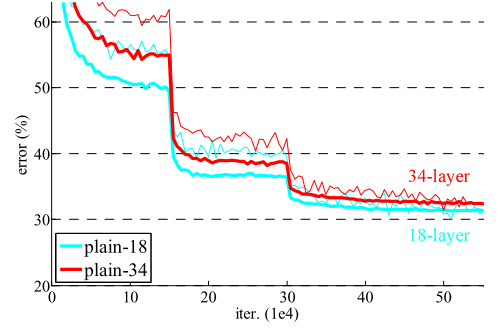 60
50
40
30
20
error (%)
34-layer
18-layer
plain-18
plain-34
0 10 20 30 40 50
iter. (1e4)